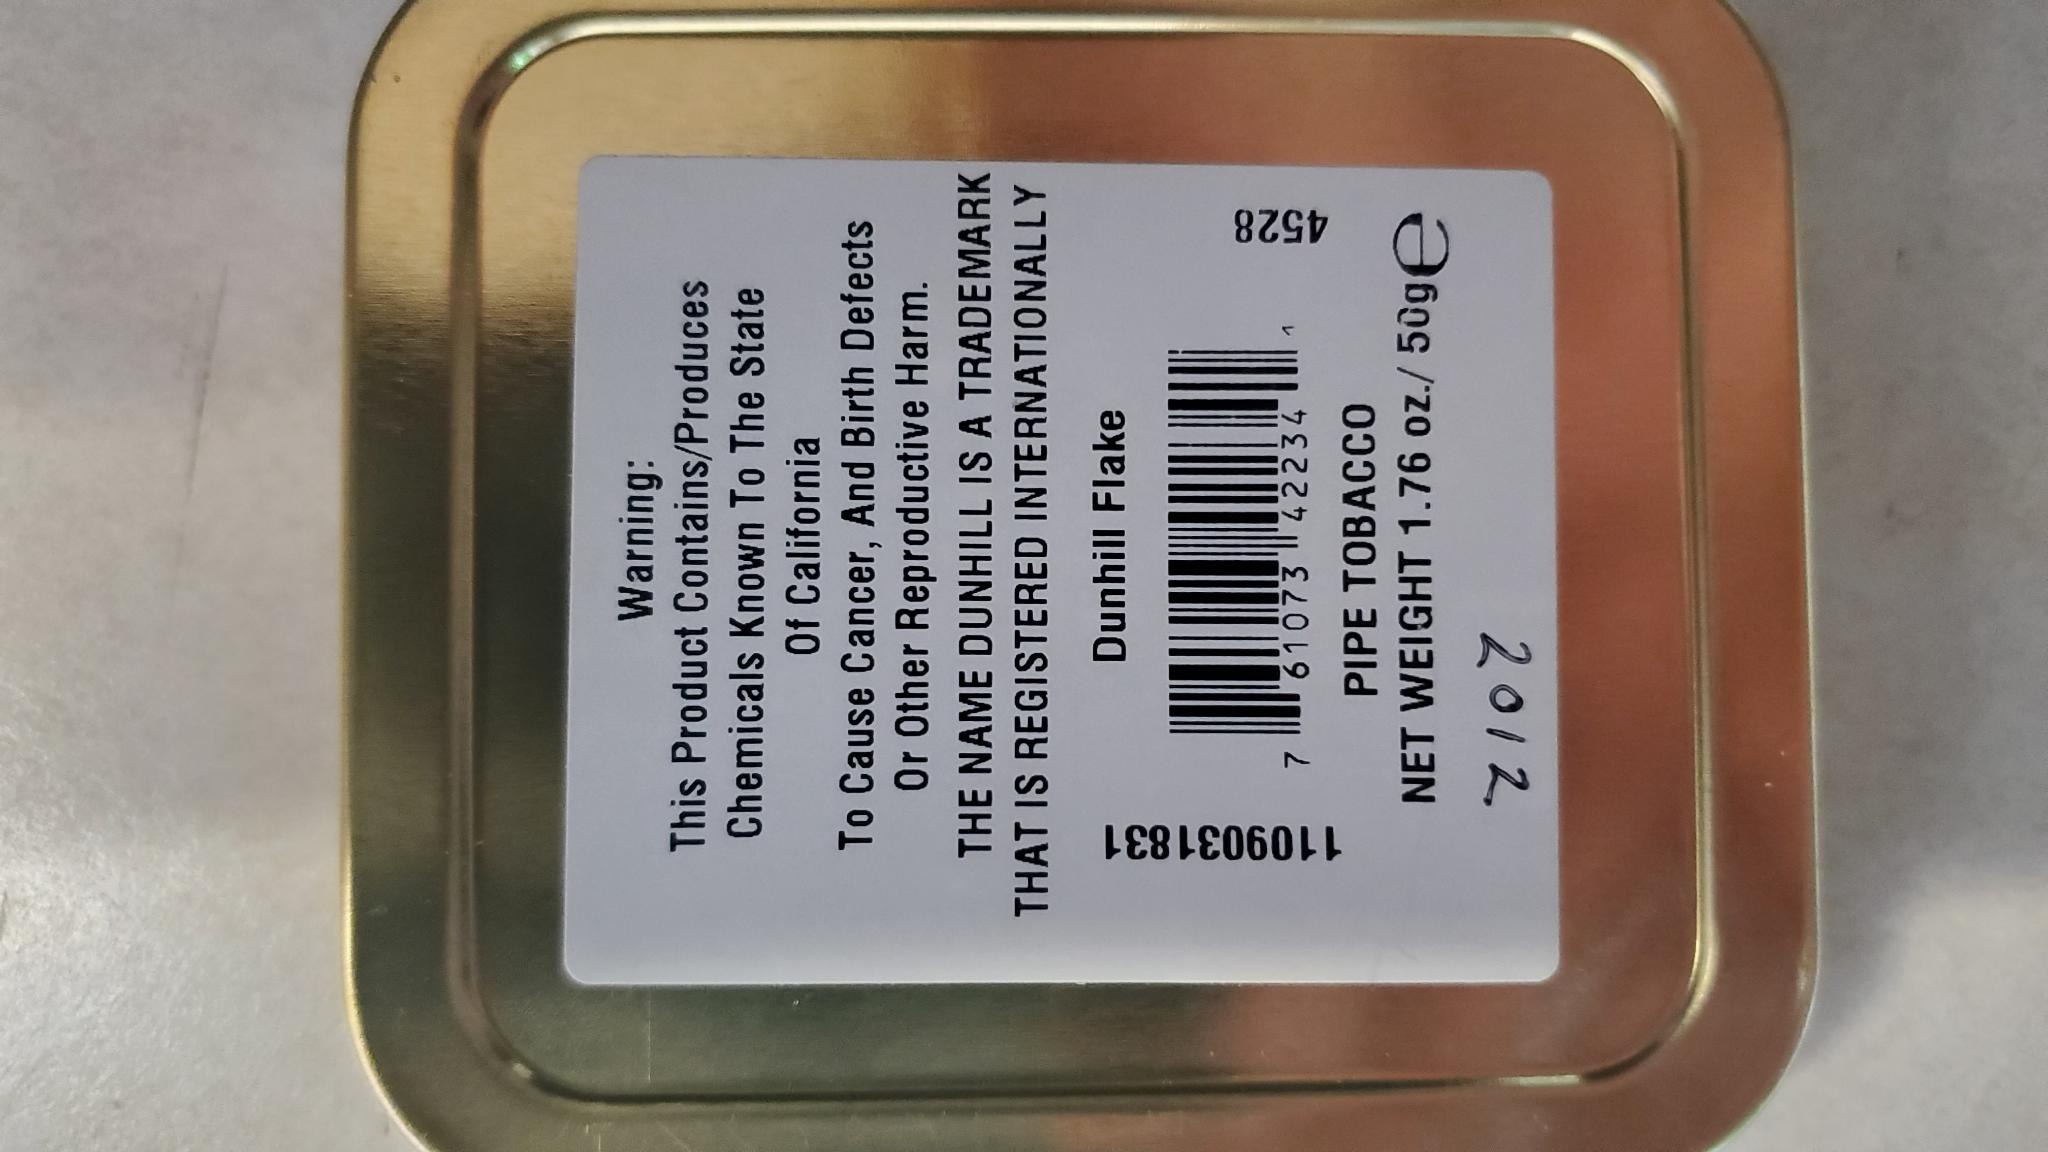 Warning:
This Product Contains/Produces
Chemicals Known To The State
Of California
To Cause Cancer, And Birth Defects
Or Other Reproductive Harm.
THE NAME DUNHILL IS A TRADEMARK
THAT IS REGISTERED INTERNATIONALLY
Dunhill Flake
1109031831
7 61073 42234 1
4528
PIPE TOBACCO
NET WEIGHT 1.76 oz./ 50g e
2012